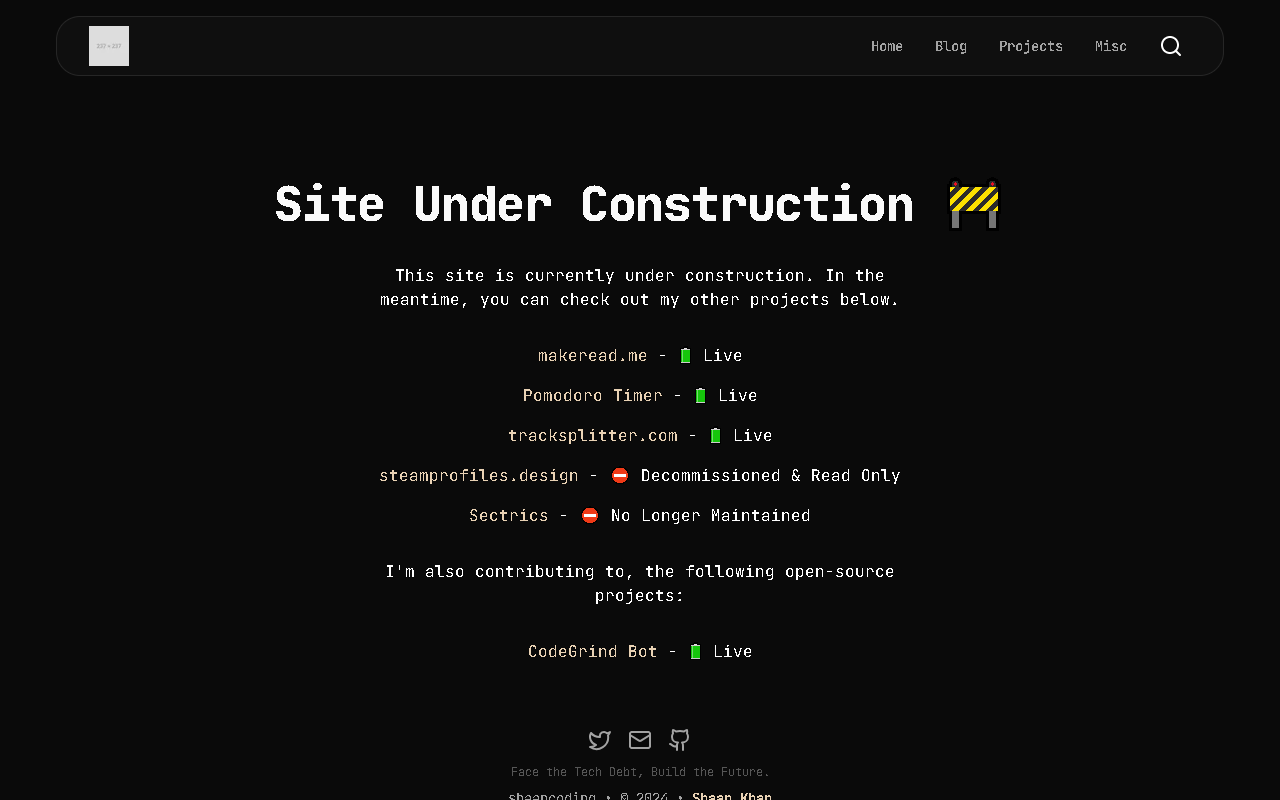 237 × 237
Home Blog Projects Misc
Site Under Construction 🚧
This site is currently under construction. In the
meantime, you can check out my other projects below.
makeread.me - 🔋 Live
Pomodoro Timer - 🔋 Live
tracksplitter.com - 🔋 Live
steamprofiles.design - ⛔ Decommissioned & Read Only
Sectrics - ⛔ No Longer Maintained
I'm also contributing to, the following open-source
projects:
CodeGrind Bot - 🔋 Live
Face the Tech Debt, Build the Future.
shaancoding • © 2024 • Shaan Khan